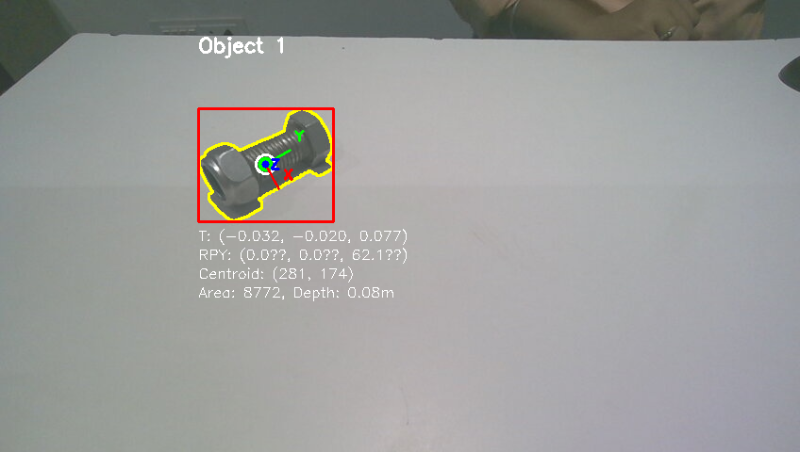 Object 1
Y
Z
X
T: (-0.032, -0.020, 0.077)
RPY: (0.0??, 0.0??, 62.1??)
Centroid: (281, 174)
Area: 8772, Depth: 0.08m